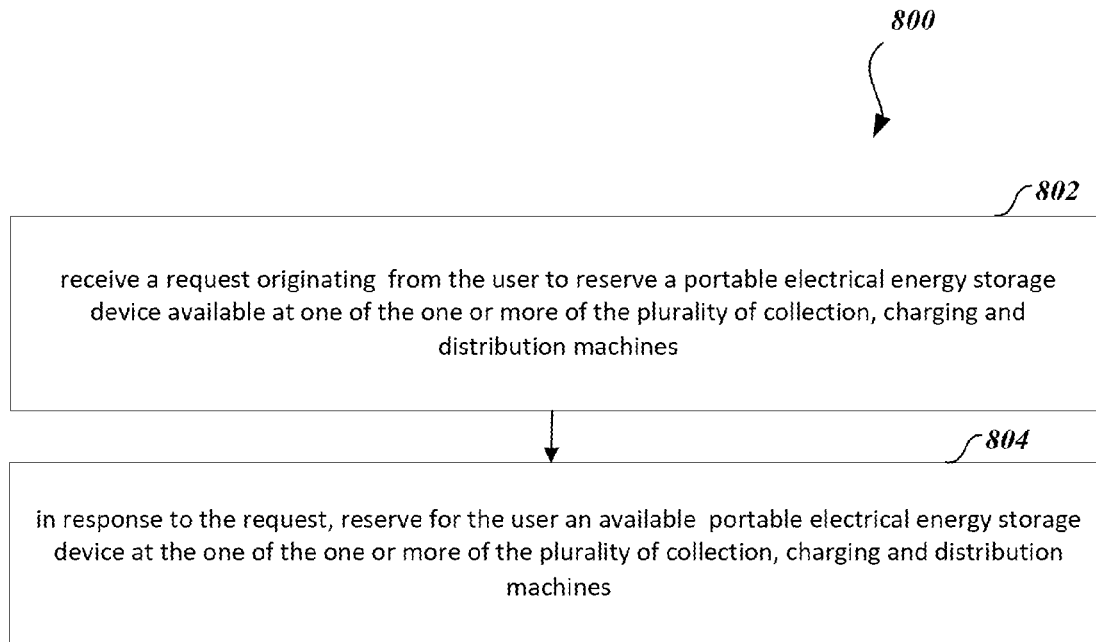 800
802
receive a request originating from the user to reserve a portable electrical energy storage
device available at one of the one or more of the plurality of collection, charging and
distribution machines
804
in response to the request, reserve for the user an available portable electrical energy storage
device at the one of the one or more of the plurality of collection, charging and distribution
machines